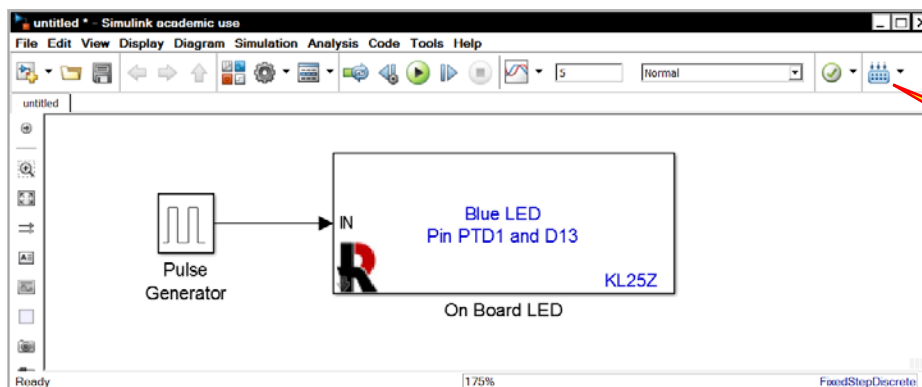 untitled * - Simulink academic use
File Edit View Display Diagram Simulation Analysis Code Tools Help
5 Normal
untitled
Blue LED
IN
Pin PTD1 and D13
KL25Z
Pulse
Generator
On Board LED
Ready 175% FixedStepDiscrete